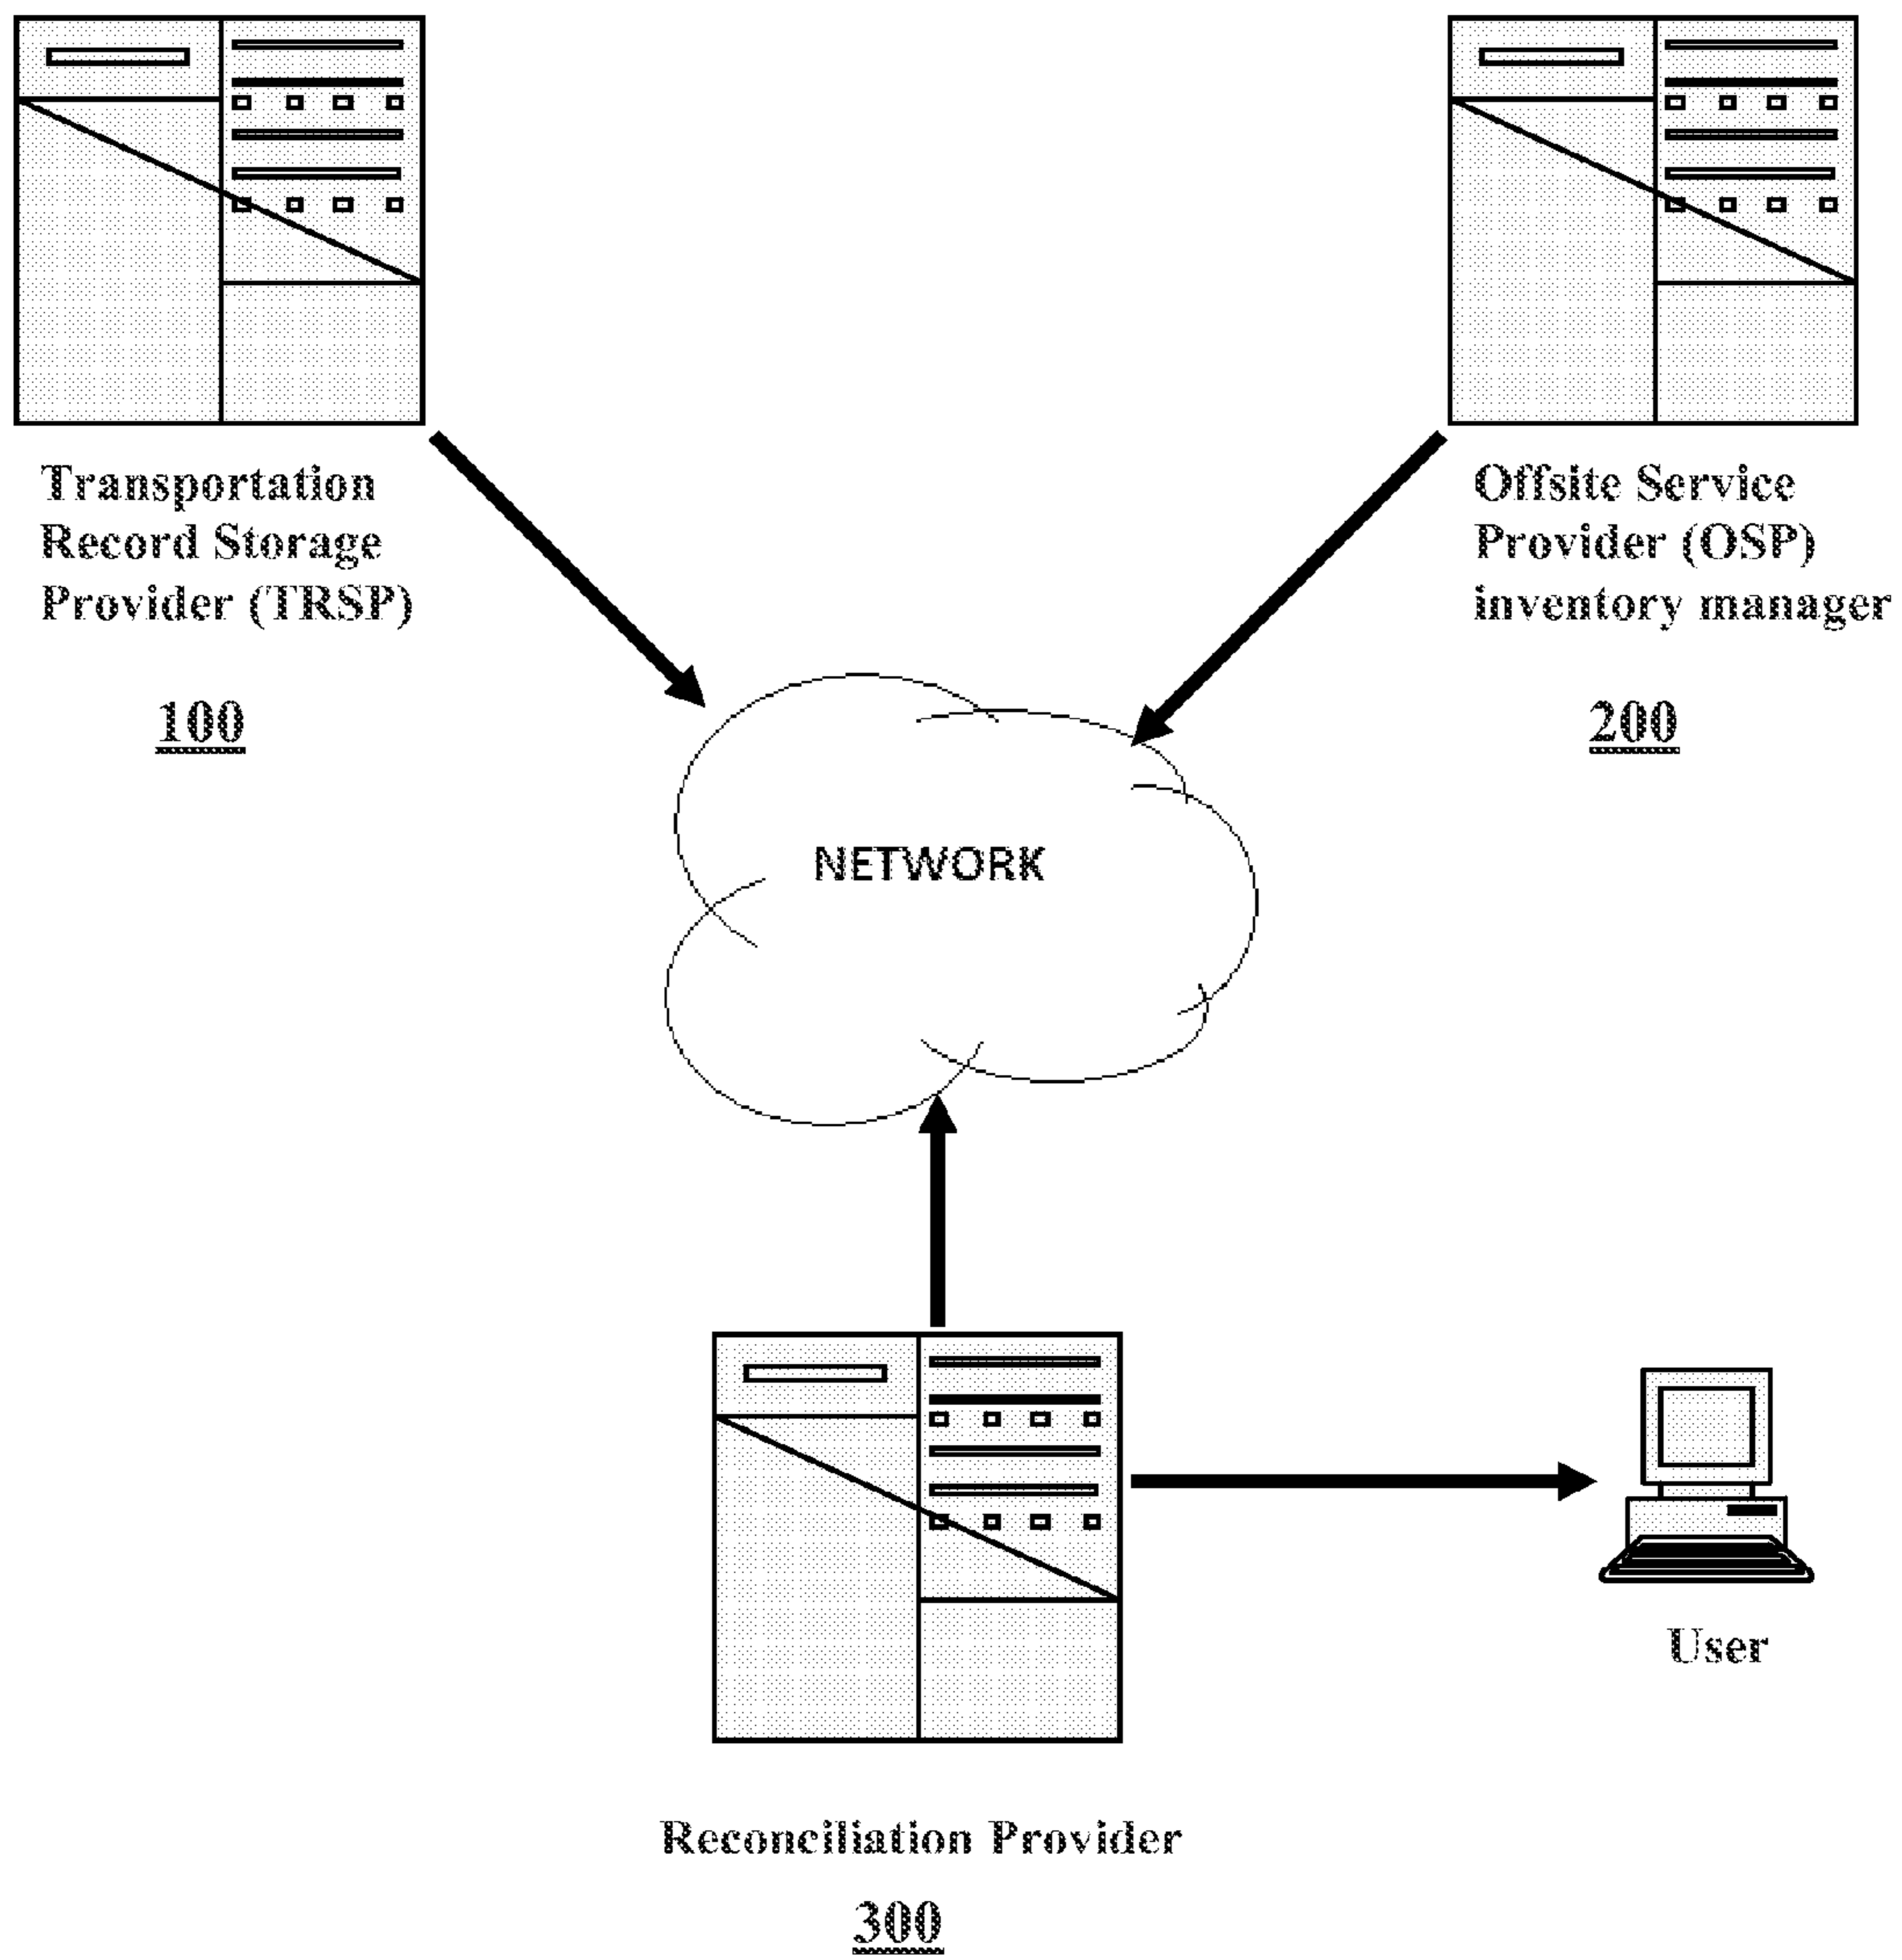 Transportation
Record Storage
Provider (TRSP)
100
Offsite Service
Provider (OSP)
inventory manager
200
NETWORK
User
Reconciliation Provider
300